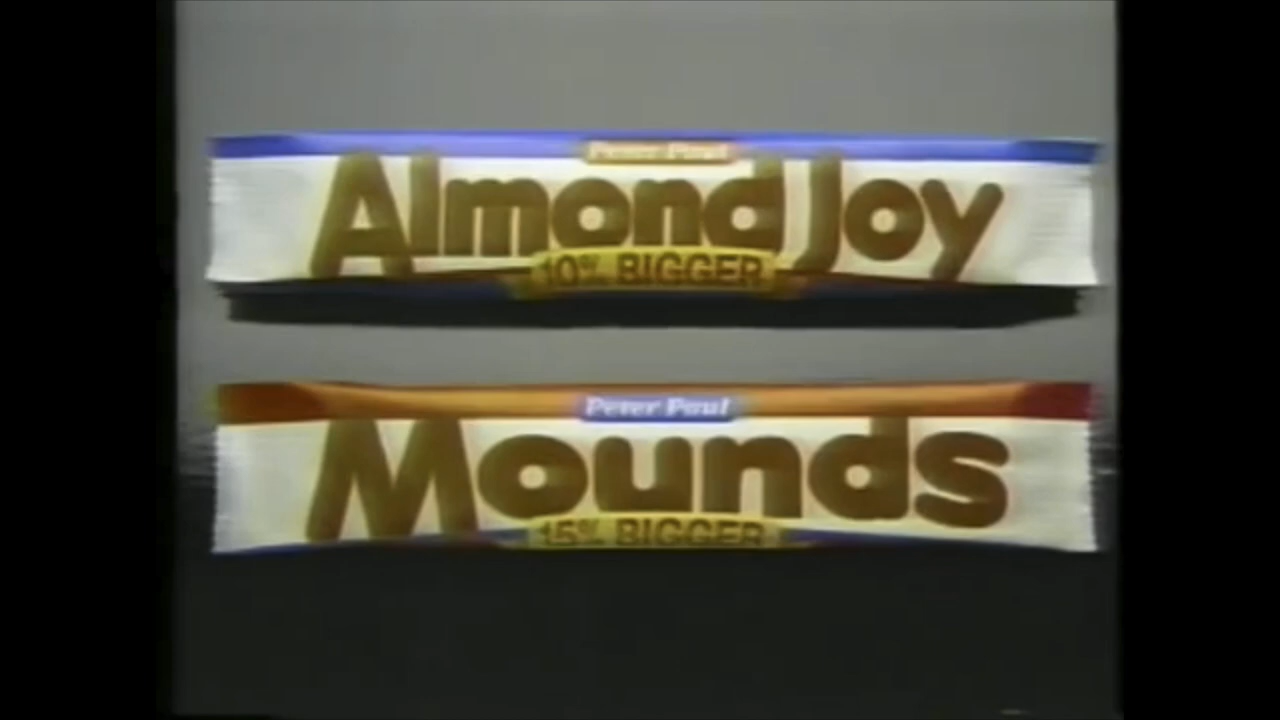 Peter Paul
Almond Joy
10% BIGGER
Peter Paul
Mounds
15% BIGGER